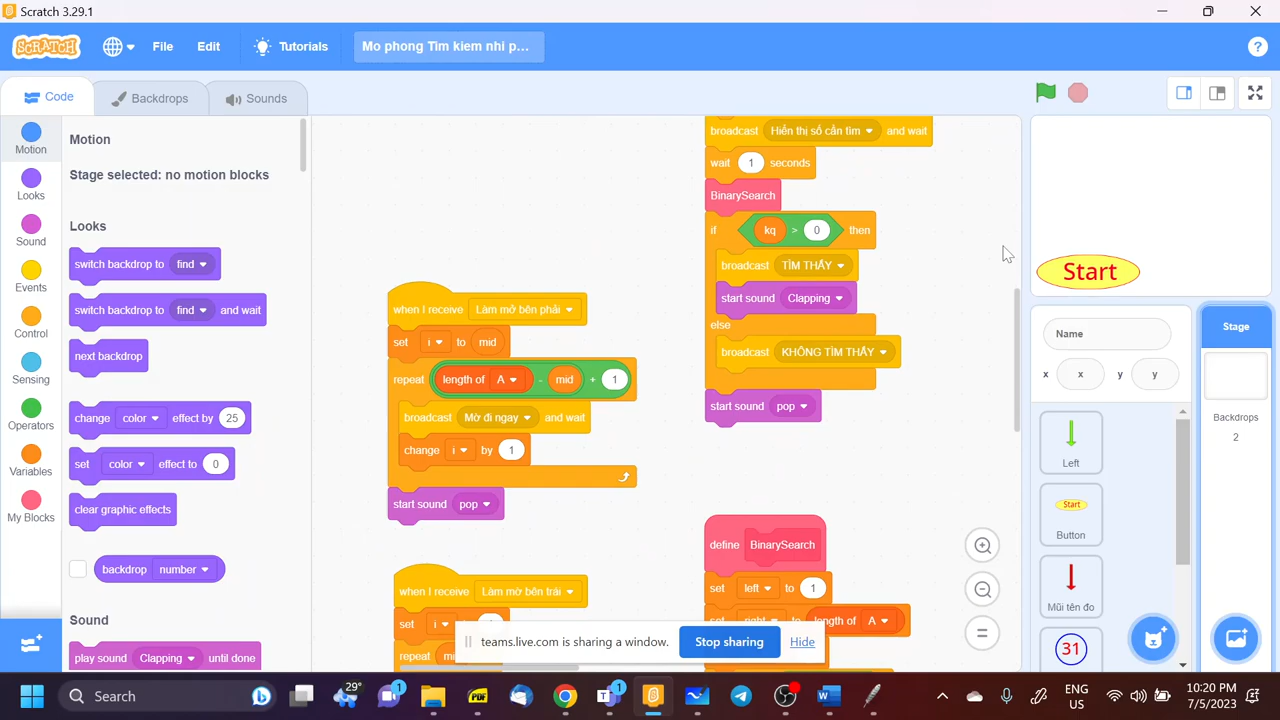 Scratch 3.29.1
SCRATCH
File
Edit
Tutorials
Mo phong Tim kiem nhi p...
?
Code
Backdrops
Sounds
Motion
Looks
Sound
Events
Control
Sensing
Operators
Variables
My Blocks
Motion
Stage selected: no motion blocks
Looks
switch backdrop to find
switch backdrop to find and wait
next backdrop
change color effect by 25
set color effect to 0
clear graphic effects
backdrop number
Sound
play sound Clapping until done
when I receive Làm mờ bên phải
set i to mid
repeat length of A - mid + 1
broadcast Mờ đi ngay and wait
change i by 1
start sound pop
when I receive Làm mờ bên trái
set i
repeat
broadcast Hiển thị số cần tìm and wait
wait 1 seconds
BinarySearch
if kq > 0 then
broadcast TÌM THẤY
start sound Clapping
else
broadcast KHÔNG TÌM THẤY
start sound pop
define BinarySearch
set left to 1
set right to length of A
teams.live.com is sharing a window.
Stop sharing
Hide
Start
Name
x x y y
Stage
Backdrops
2
Left
Start
Button
Mũi tên đỏ
31
Search
29°
1
PDF
1
ENG
US
10:20 PM
7/5/2023